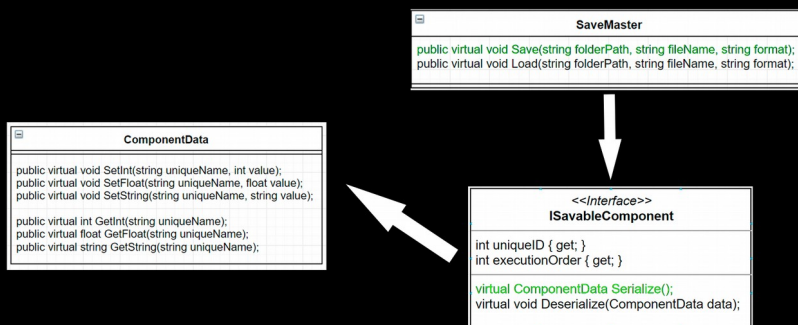 SaveMaster
public virtual void Save(string folderPath, string fileName, string format);
public virtual void Load(string folderPath, string fileName, string format);
ComponentData
public virtual void SetInt(string uniqueName, int value);
public virtual void SetFloat(string uniqueName, float value);
public virtual void SetString(string uniqueName, string value);
public virtual int GetInt(string uniqueName);
public virtual float GetFloat(string uniqueName);
public virtual string GetString(string uniqueName);
<<Interface>>
ISavableComponent
int uniqueID { get; }
int executionOrder { get; }
virtual ComponentData Serialize();
virtual void Deserialize(ComponentData data);